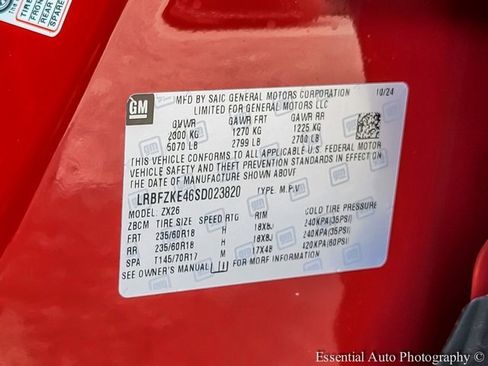 TIRE
FRONT
REAR
SPARE
GM
MFD BY SAIC GENERAL MOTORS CORPORATION 10/24
LIMITED FOR GENERAL MOTORS LLC
GVWR GAWR FRT GAWR RR
2300 KG 1270 KG 1225 KG
5070 LB 2799 LB 2700 LB
THIS VEHICLE CONFORMS TO ALL APPLICABLE U.S. FEDERAL MOTOR
VEHICLE SAFETY AND THEFT PREVENTION STANDARDS IN EFFECT ON
THE DATE OF MANUFACTURE SHOWN ABOVE
LRBFZKE46SD023820 TYPE: M.P.V
MODEL: ZX26
ZBCM TIRE SIZE SPEED RTG RIM COLD TIRE PRESSURE
FRT 235/60R18 H 18X8J 240KPA(35PSI)
RR 235/60R18 H 18X8J 240KPA(35PSI)
SPA T145/70R17 M 17X4B 420KPA(60PSI)
SEE OWNER'S MANUAL FOR MORE INFORMATION
Essential Auto Photography ©